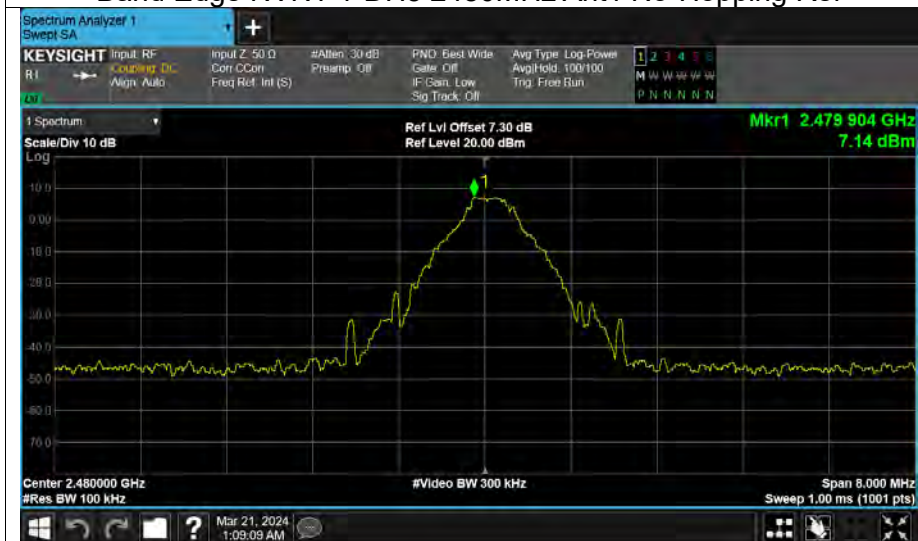 Spectrum Analyzer 1
Swept SA
+
KEYSIGHT
Input: RF
Coupling: DC
Align: Auto
Input Z: 50 Ω
Corr CCorr
Freq Ref: Int (S)
#Atten: 30 dB
Preamp: Off
PNO: Best Wide
Gate: Off
IF Gain: Low
Sig Track: Off
Avg Type: Log-Power
Avg|Hold: 100/100
Trig: Free Run
1 2 3 4 5 6
M W W W W W
P N N N N N
1 Spectrum
Scale/Div 10 dB
Ref Lvl Offset 7.30 dB
Ref Level 20.00 dBm
Mkr1 2.479 904 GHz
7.14 dBm
Log
1
10.0
0.00
-10.0
-20.0
-30.0
-40.0
-50.0
-60.0
-70.0
Center 2.480000 GHz
#Res BW 100 kHz
#Video BW 300 kHz
Span 8.000 MHz
Sweep 1.00 ms (1001 pts)
?
Mar 21, 2024
1:09:09 AM